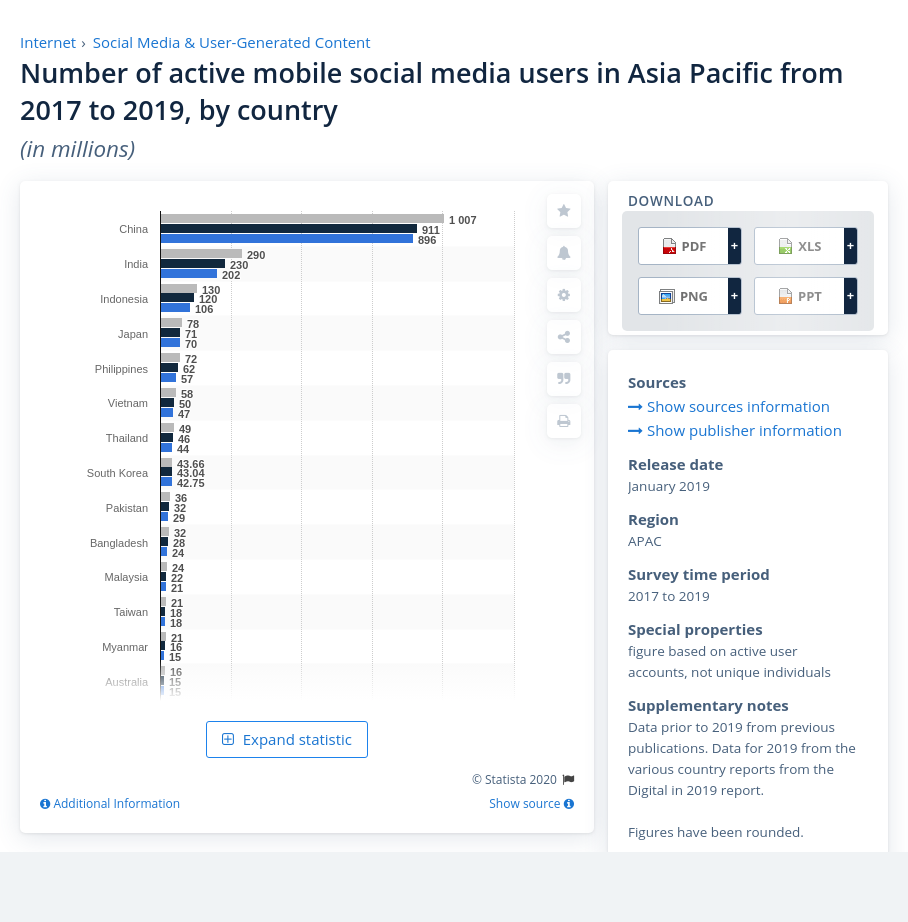 Internet › Social Media & User-Generated Content
Number of active mobile social media users in Asia Pacific from
2017 to 2019, by country
(in millions)
China
1 007
911
896
India
290
230
202
Indonesia
130
120
106
Japan
78
71
70
Philippines
72
62
57
Vietnam
58
50
47
Thailand
49
46
44
South Korea
43.66
43.04
42.75
Pakistan
36
32
29
Bangladesh
32
28
24
Malaysia
24
22
21
Taiwan
21
18
18
Myanmar
21
16
15
Australia
16
15
15
Expand statistic
© Statista 2020
Additional Information
Show source
DOWNLOAD
PDF +
XLS +
PNG +
PPT +
Sources
Show sources information
Show publisher information
Release date
January 2019
Region
APAC
Survey time period
2017 to 2019
Special properties
figure based on active user
accounts, not unique individuals
Supplementary notes
Data prior to 2019 from previous
publications. Data for 2019 from the
various country reports from the
Digital in 2019 report.
Figures have been rounded.